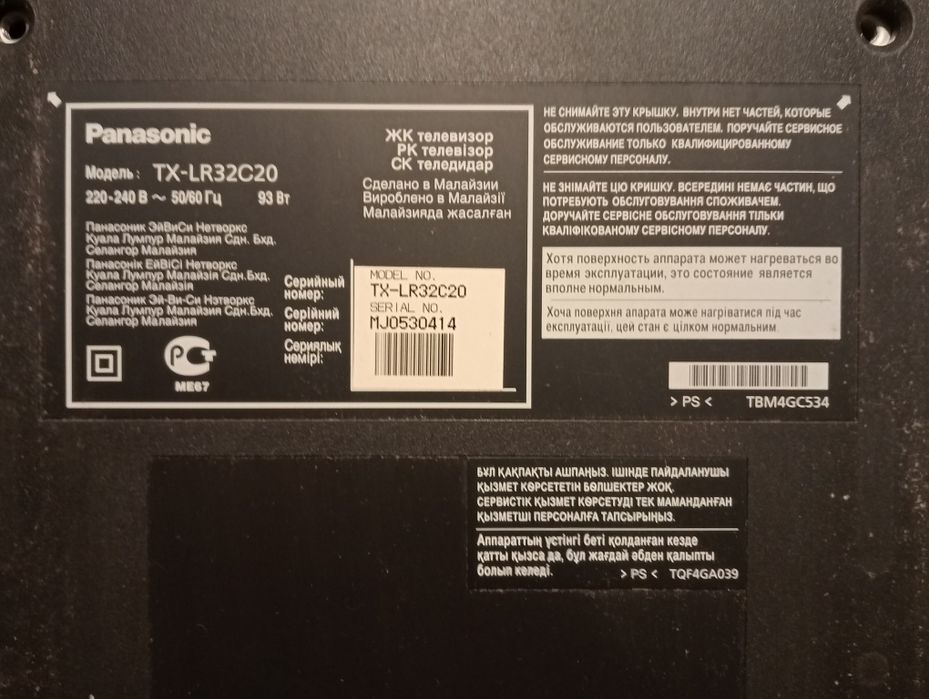 Panasonic
Модель : TX-LR32C20
220-240 В ~ 50/60 Гц 93 Вт
ЖК телевизор
РК телевізор
СК теледидар
Сделано в Малайзии
Вироблено в Малайзії
Малайзияда жасалған
Панасоник ЭйВиСи Нетворкс
Куала Лумпур Малайзия Сдн. Бхд.
Селангор Малайзия
Панасонік ЕйВіСі Нетворкс
Куала Лумпур Малайзія Сдн.Бхд.
Селангор Малайзія
Панасоник Эй-Ви-Си Нэтворкс
Куала Лумпур Малайзия Сдн.Бхд.
Селангор Малайзия
Серийный
номер:
Серійний
номер:
Сериялық
нөмірі:
MODEL NO.
TX-LR32C20
SERIAL NO.
MJ0530414
РСТ
ME67
НЕ СНИМАЙТЕ ЭТУ КРЫШКУ. ВНУТРИ НЕТ ЧАСТЕЙ, КОТОРЫЕ
ОБСЛУЖИВАЮТСЯ ПОЛЬЗОВАТЕЛЕМ. ПОРУЧАЙТЕ СЕРВИСНОЕ
ОБСЛУЖИВАНИЕ ТОЛЬКО КВАЛИФИЦИРОВАННОМУ
СЕРВИСНОМУ ПЕРСОНАЛУ.
НЕ ЗНІМАЙТЕ ЦЮ КРИШКУ. ВСЕРЕДИНІ НЕМАЄ ЧАСТИН, ЩО
ПОТРЕБУЮТЬ ОБСЛУГОВУВАННЯ СПОЖИВАЧЕМ.
ДОРУЧАЙТЕ СЕРВІСНЕ ОБСЛУГОВУВАННЯ ТІЛЬКИ
КВАЛІФІКОВАНОМУ СЕРВІСНОМУ ПЕРСОНАЛУ.
Хотя поверхность аппарата может нагреваться во
время эксплуатации, это состояние является
вполне нормальным.
Хоча поверхня апарата може нагріватися під час
експлуатації, цей стан є цілком нормальним.
> PS < TBM4GC534
БҰЛ ҚАҚПАҚТЫ АШПАҢЫЗ. ІШІНДЕ ПАЙДАЛАНУШЫ
ҚЫЗМЕТ КӨРСЕТЕТІН БӨЛШЕКТЕР ЖОҚ.
СЕРВИСТІК ҚЫЗМЕТ КӨРСЕТУДІ ТЕК МАМАНДАНҒАН
ҚЫЗМЕТШІ ПЕРСОНАЛҒА ТАПСЫРЫҢЫЗ.
Аппараттың үстіңгі беті қолданған кезде
қатты қызса да, бұл жағдай әбден қалыпты
болып келеді.
> PS < TQF4GA039